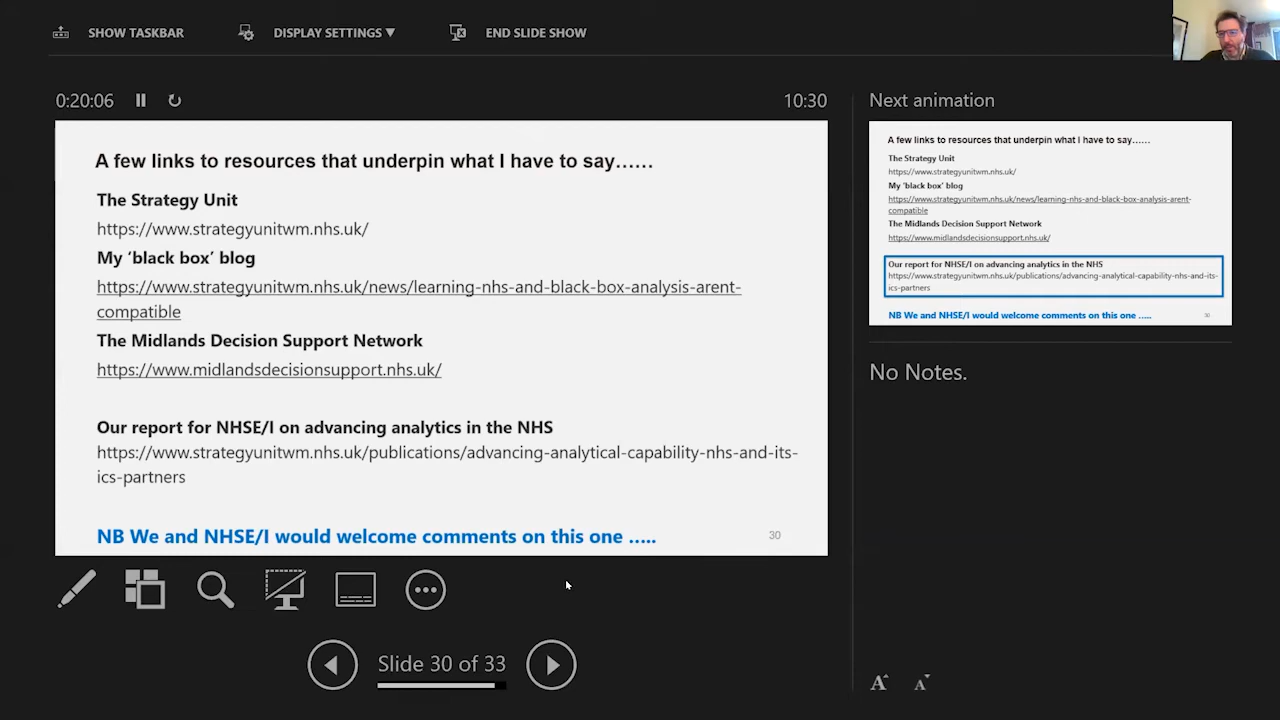 SHOW TASKBAR
DISPLAY SETTINGS ▼
END SLIDE SHOW
0:20:06
10:30
A few links to resources that underpin what I have to say……
The Strategy Unit
https://www.strategyunitwm.nhs.uk/
My ‘black box’ blog
https://www.strategyunitwm.nhs.uk/news/learning-nhs-and-black-box-analysis-arent-
compatible
The Midlands Decision Support Network
https://www.midlandsdecisionsupport.nhs.uk/
Our report for NHSE/I on advancing analytics in the NHS
https://www.strategyunitwm.nhs.uk/publications/advancing-analytical-capability-nhs-and-its-
ics-partners
NB We and NHSE/I would welcome comments on this one …..
30
Slide 30 of 33
Next animation
A few links to resources that underpin what I have to say……
The Strategy Unit
https://www.strategyunitwm.nhs.uk/
My ‘black box’ blog
https://www.strategyunitwm.nhs.uk/news/learning-nhs-and-black-box-analysis-arent-
compatible
The Midlands Decision Support Network
https://www.midlandsdecisionsupport.nhs.uk/
Our report for NHSE/I on advancing analytics in the NHS
https://www.strategyunitwm.nhs.uk/publications/advancing-analytical-capability-nhs-and-its-
ics-partners
NB We and NHSE/I would welcome comments on this one …..
30
No Notes.
A A